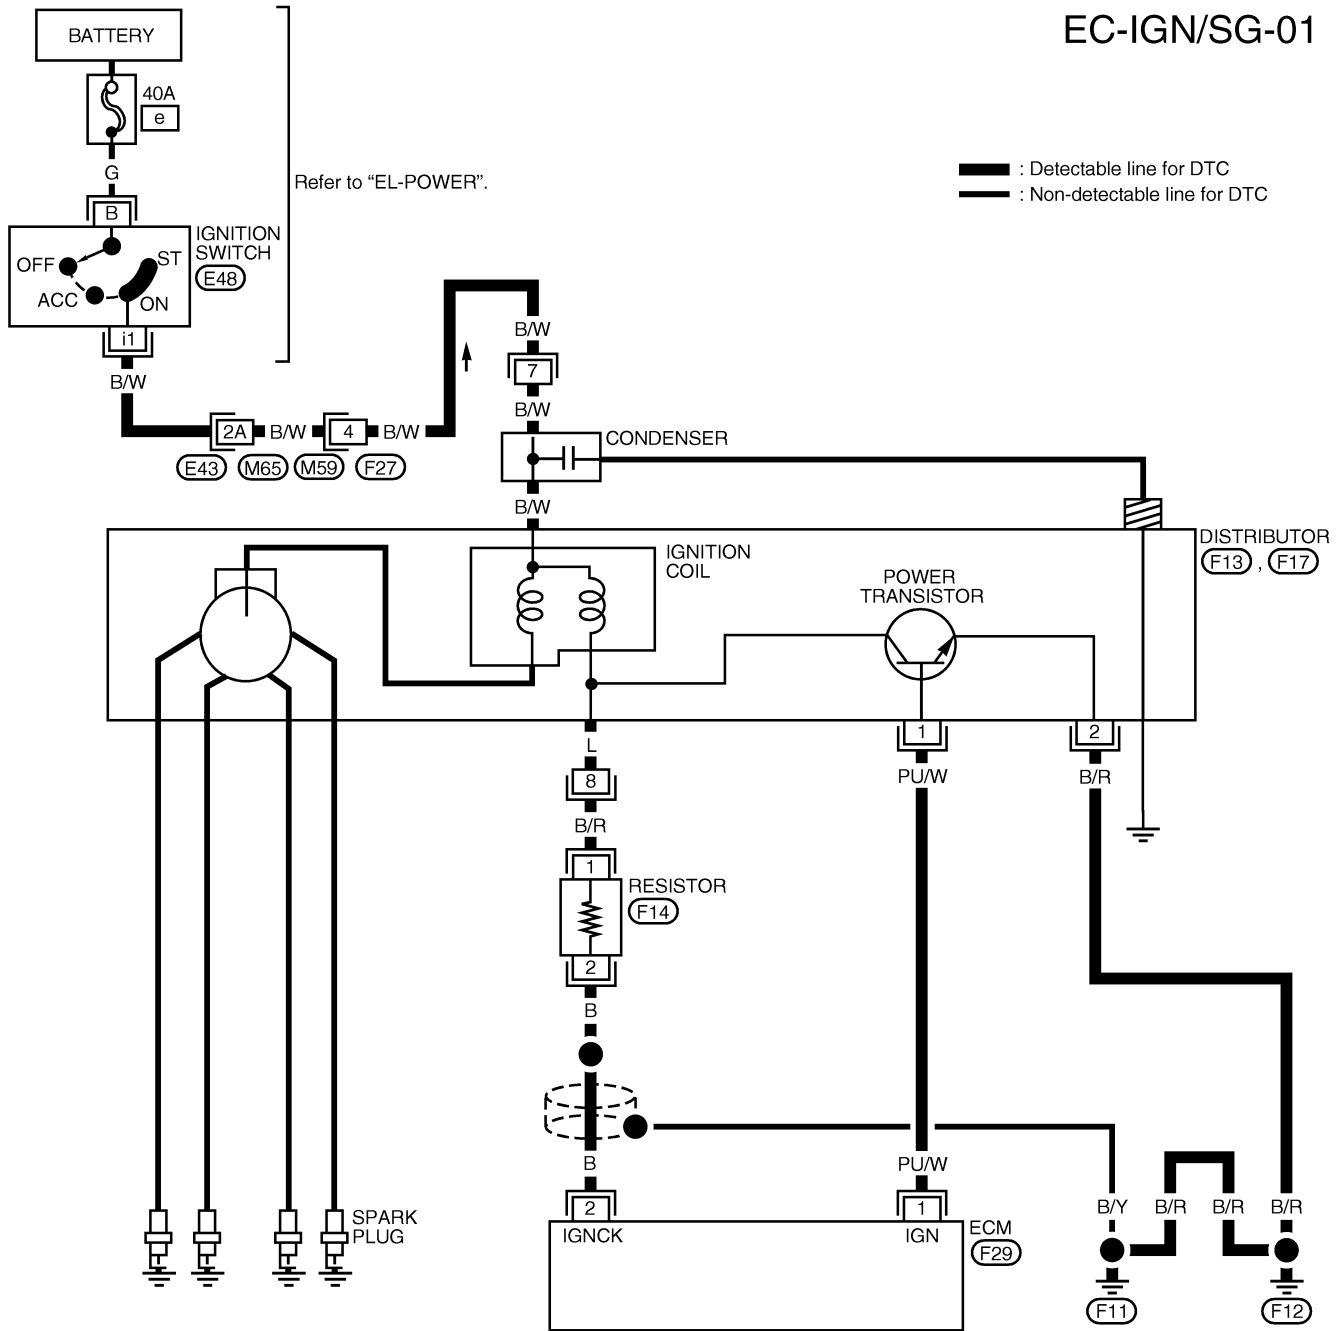 EC-IGN/SG-01
BATTERY
40A
e
G
B
Refer to “EL-POWER”.
: Detectable line for DTC
: Non-detectable line for DTC
IGNITION
SWITCH
E48
OFF
ST
ACC
ON
i1
B/W
B/W
7
B/W
2A
B/W
4
B/W
E43
M65
M59
F27
CONDENSER
B/W
DISTRIBUTOR
F13 , F17
IGNITION
COIL
POWER
TRANSISTOR
1
2
L
PU/W
B/R
8
B/R
1
RESISTOR
F14
2
B
B
PU/W
2
1
IGNCK
IGN
ECM
F29
SPARK
PLUG
B/Y
B/R
B/R
B/R
F11
F12